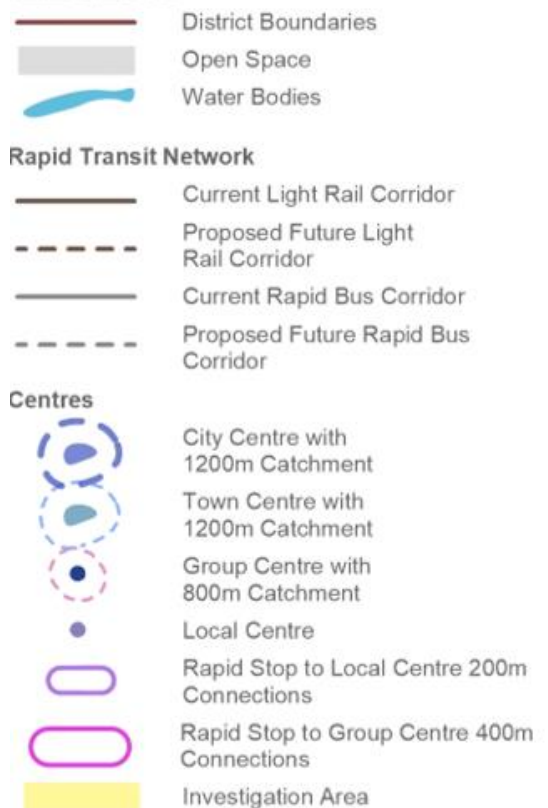 District Boundaries
Open Space
Water Bodies
Rapid Transit Network
Current Light Rail Corridor
Proposed Future Light
Rail Corridor
Current Rapid Bus Corridor
Proposed Future Rapid Bus
Corridor
Centres
City Centre with
1200m Catchment
Town Centre with
1200m Catchment
Group Centre with
800m Catchment
Local Centre
Rapid Stop to Local Centre 200m
Connections
Rapid Stop to Group Centre 400m
Connections
Investigation Area